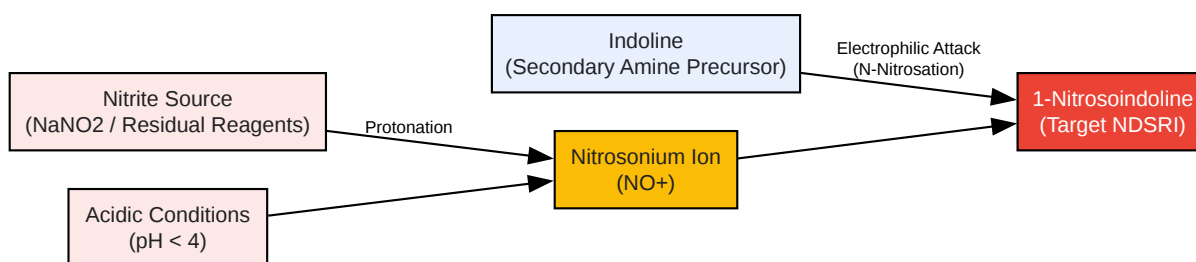 Indoline
(Secondary Amine Precursor)
Electrophilic Attack
(N-Nitrosation)
Nitrite Source
(NaNO2 / Residual Reagents)
Protonation
1-Nitrosoindoline
(Target NDSRI)
Nitrosonium Ion
(NO+)
Acidic Conditions
(pH < 4)